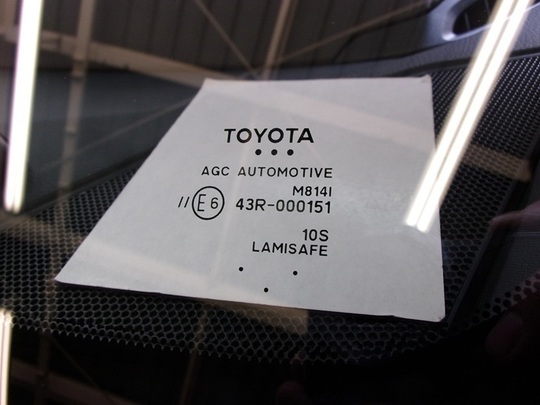 TOYOTA
•••
AGC AUTOMOTIVE
M814I
// E6 43R-000151
10S
LAMISAFE